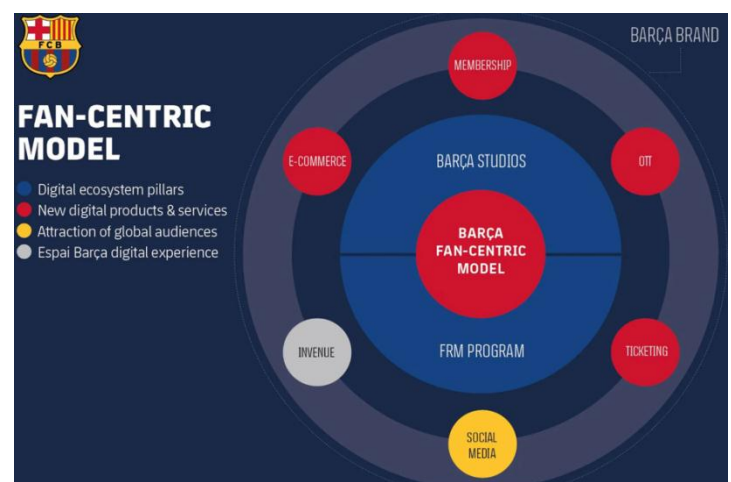 FCB
BARÇA BRAND
FAN-CENTRIC
MODEL
Digital ecosystem pillars
New digital products & services
Attraction of global audiences
Espai Barça digital experience
MEMBERSHIP
E-COMMERCE
BARÇA STUDIOS
OTT
BARÇA
FAN-CENTRIC
MODEL
INVENUE
FRM PROGRAM
TICKETING
SOCIAL
MEDIA